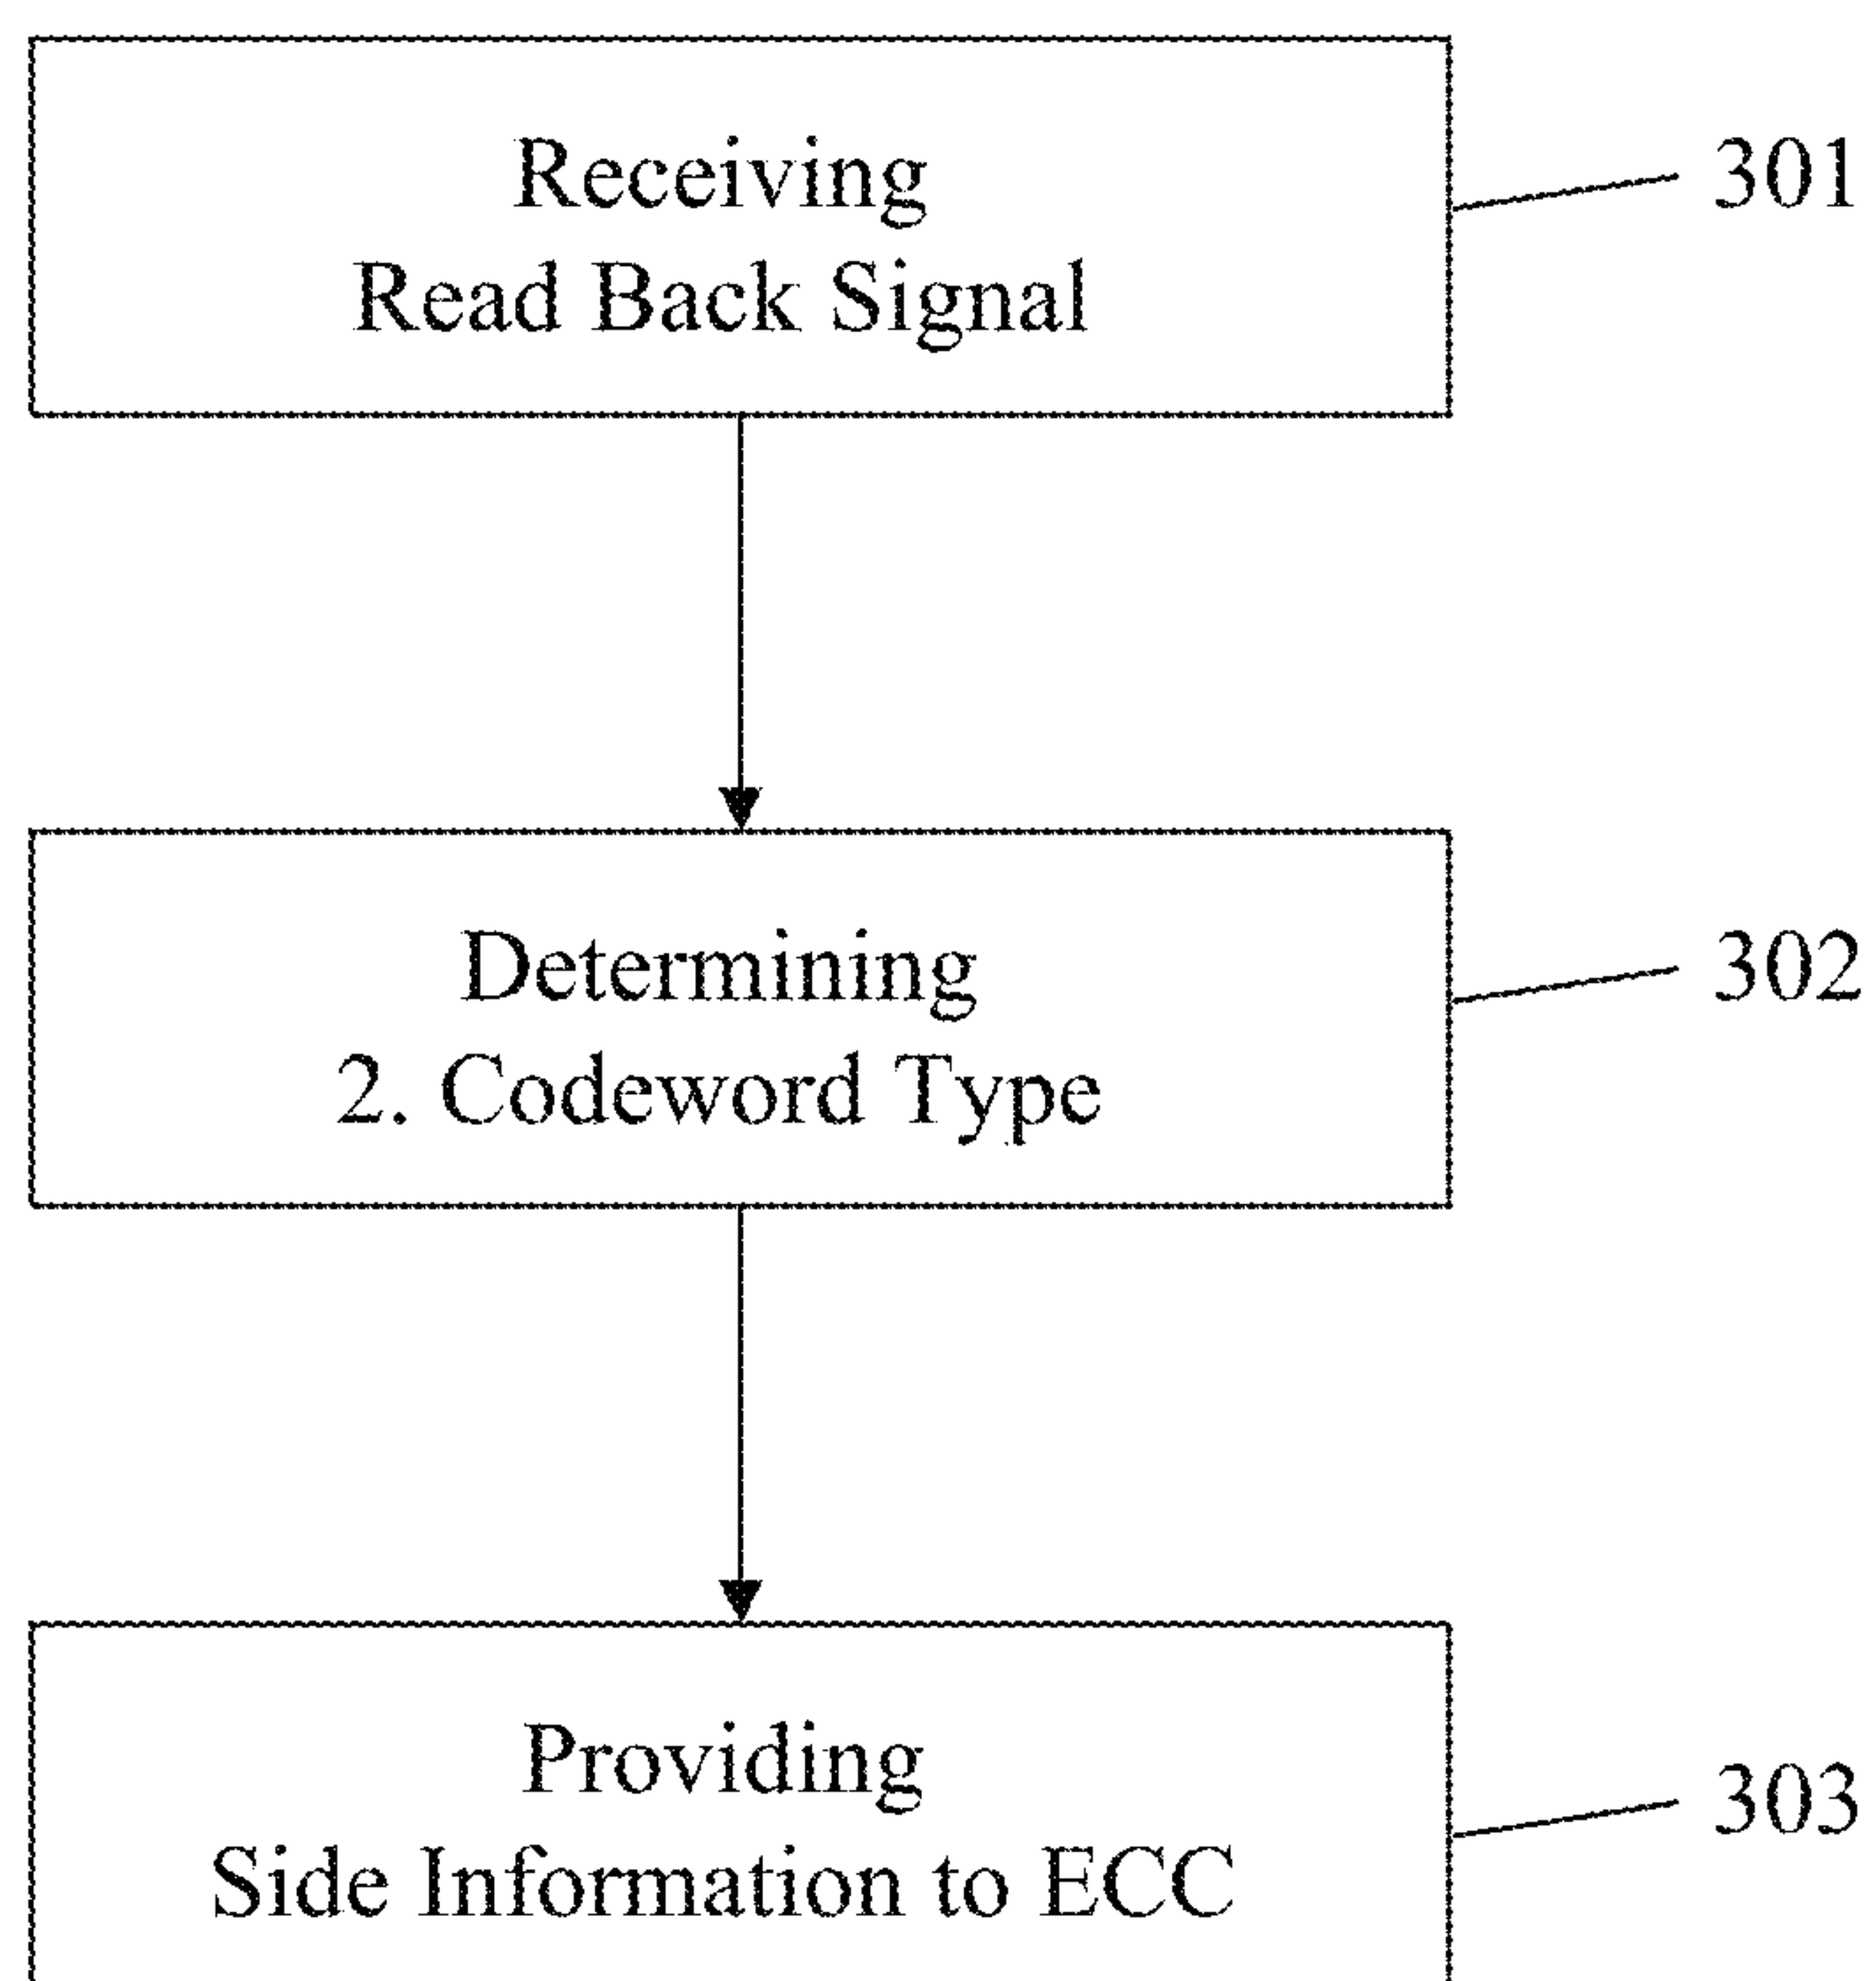 Receiving
Read Back Signal
301
Determining
2. Codeword Type
302
Providing
Side Information to ECC
303